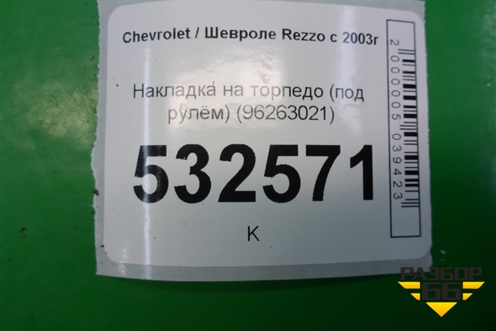 Chevrolet / Шевроле Rezzo с 2003г
Накладка на торпедо (под
рулём) (96263021)
532571
К
2000005039423
РАЗБОР
66